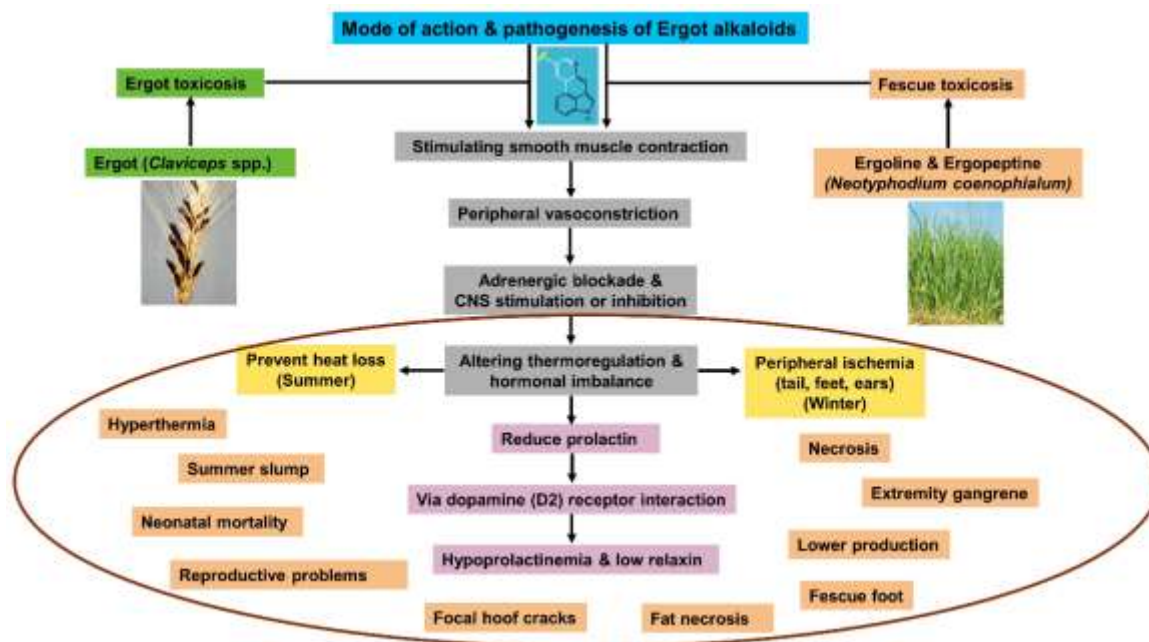 Mode of action & pathogenesis of Ergot alkaloids
Ergot toxicosis
Fescue toxicosis
Stimulating smooth muscle contraction
Ergot (Claviceps spp.)
Ergoline & Ergopeptine
(Neotyphodium coenophialum)
Peripheral vasoconstriction
Adrenergic blockade &
CNS stimulation or inhibition
Prevent heat loss
(Summer)
Altering thermoregulation &
hormonal imbalance
Peripheral ischemia
(tail, feet, ears)
(Winter)
Hyperthermia
Reduce prolactin
Necrosis
Summer slump
Via dopamine (D2) receptor interaction
Extremity gangrene
Neonatal mortality
Hypoprolactinemia & low relaxin
Lower production
Reproductive problems
Fescue foot
Focal hoof cracks
Fat necrosis